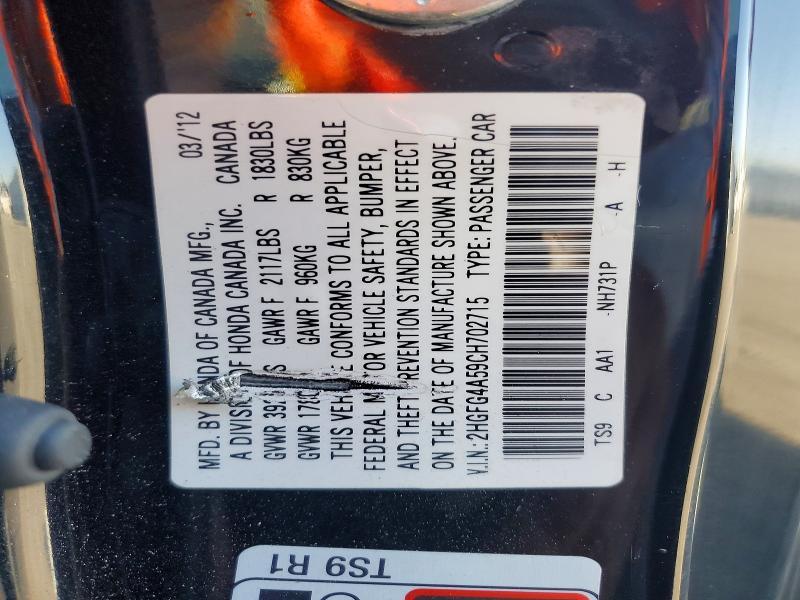 MFD. BY HONDA OF CANADA MFG., 03/'12
A DIVISION OF HONDA CANADA INC. CANADA
GVWR GAWR F 2117LBS R 1830LBS
GVWR GAWR F 960KG R 830KG
THIS VEHICLE CONFORMS TO ALL APPLICABLE
FEDERAL MOTOR VEHICLE SAFETY, BUMPER,
AND THEFT PREVENTION STANDARDS IN EFFECT
ON THE DATE OF MANUFACTURE SHOWN ABOVE.
V.I.N.: 2HGFG4A59CH702715 TYPE: PASSENGER CAR
TS9 C AA1 -NH731P -A -H
TS9 R1